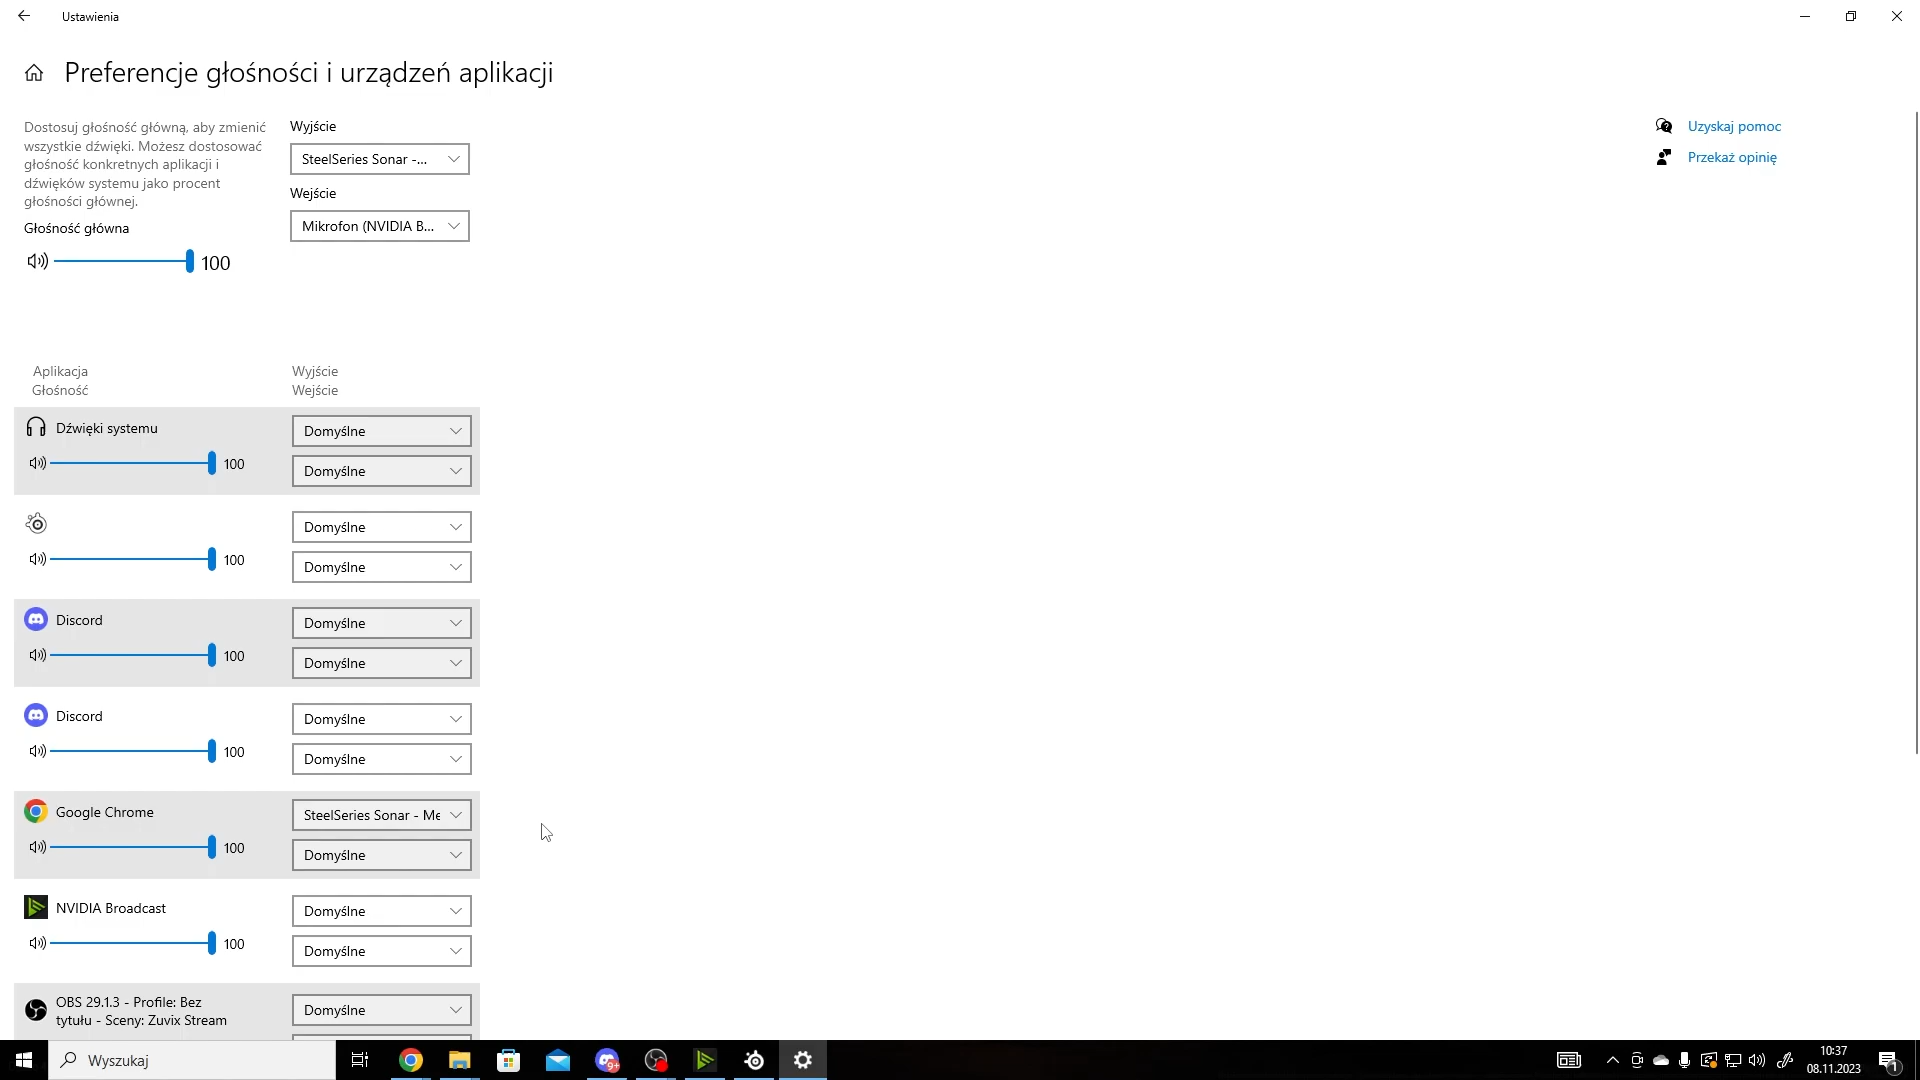 Ustawienia
Preferencje głośności i urządzeń aplikacji
Dostosuj głośność główną, aby zmienić
wszystkie dźwięki. Możesz dostosować
głośność konkretnych aplikacji i
dźwięków systemu jako procent
głośności głównej.
Głośność główna
100
Wyjście
SteelSeries Sonar -...
Wejście
Mikrofon (NVIDIA B...
Uzyskaj pomoc
Przekaż opinię
Aplikacja
Głośność
Wyjście
Wejście
Dźwięki systemu
100
Domyślne
Domyślne
100
Domyślne
Domyślne
Discord
100
Domyślne
Domyślne
Discord
100
Domyślne
Domyślne
Google Chrome
100
SteelSeries Sonar - Me
Domyślne
NVIDIA Broadcast
100
Domyślne
Domyślne
OBS 29.1.3 - Profile: Bez
tytułu - Sceny: Zuvix Stream
Domyślne
Wyszukaj
9+
10:37
08.11.2023
1